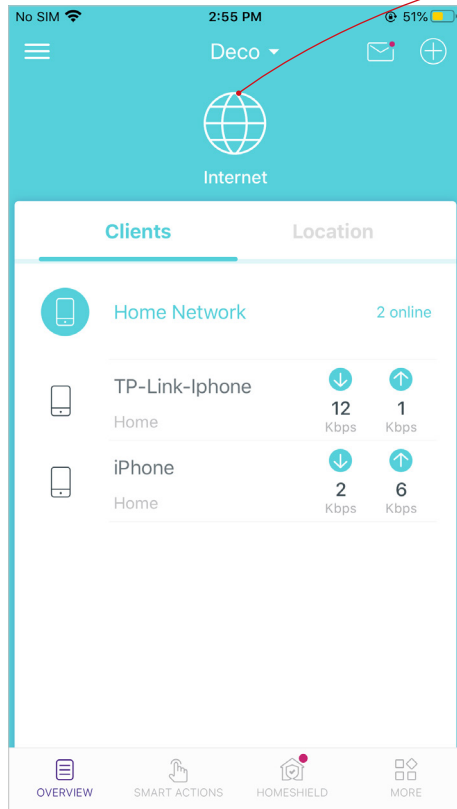 No SIM 2:55 PM 51%
Deco
Internet
Clients Location
Home Network 2 online
TP-Link-Iphone
Home
12 1
Kbps Kbps
iPhone
Home
2 6
Kbps Kbps
OVERVIEW SMART ACTIONS HOMESHIELD MORE